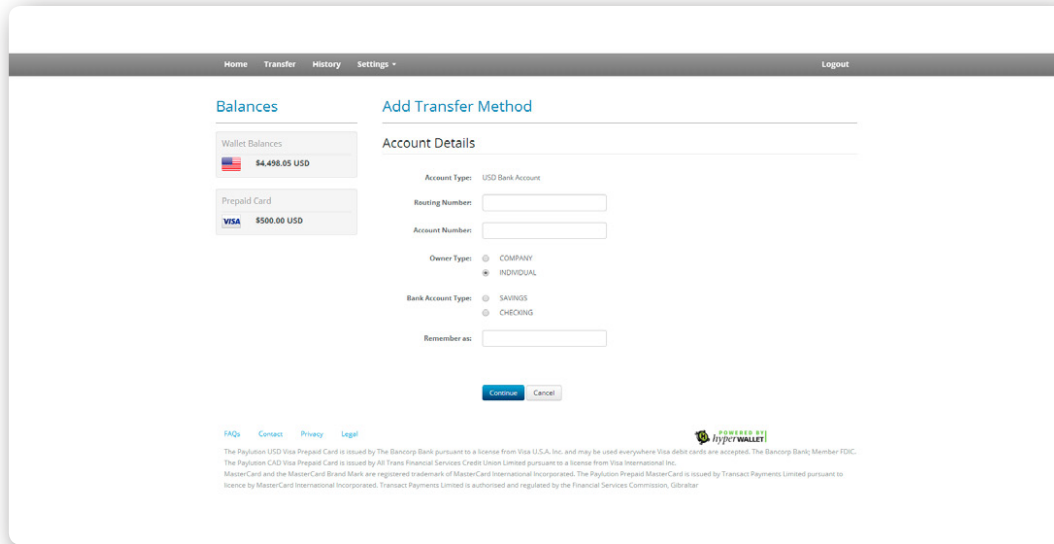 Home Transfer History Settings Logout
Balances
Wallet Balances
$4,498.05 USD
Prepaid Card
VISA $500.00 USD
Add Transfer Method
Account Details
Account Type: USD Bank Account
Routing Number:
Account Number:
Owner Type: COMPANY
INDIVIDUAL
Bank Account Type: SAVINGS
CHECKING
Remember as:
Continue Cancel
FAQs Contact Privacy Legal
POWERED BY
hyperWALLET
The Paylution USD Visa Prepaid Card is issued by The Bancorp Bank pursuant to a license from Visa U.S.A. Inc. and may be used everywhere Visa debit cards are accepted. The Bancorp Bank; Member FDIC.
The Paylution CAD Visa Prepaid Card is issued by All Trans Financial Services Credit Union Limited pursuant to a license from Visa International Inc.
MasterCard and the MasterCard Brand Mark are registered trademark of MasterCard International Incorporated. The Paylution Prepaid MasterCard is issued by Transact Payments Limited pursuant to
licence by MasterCard International Incorporated. Transact Payments Limited is authorised and regulated by the Financial Services Commission, Gibraltar